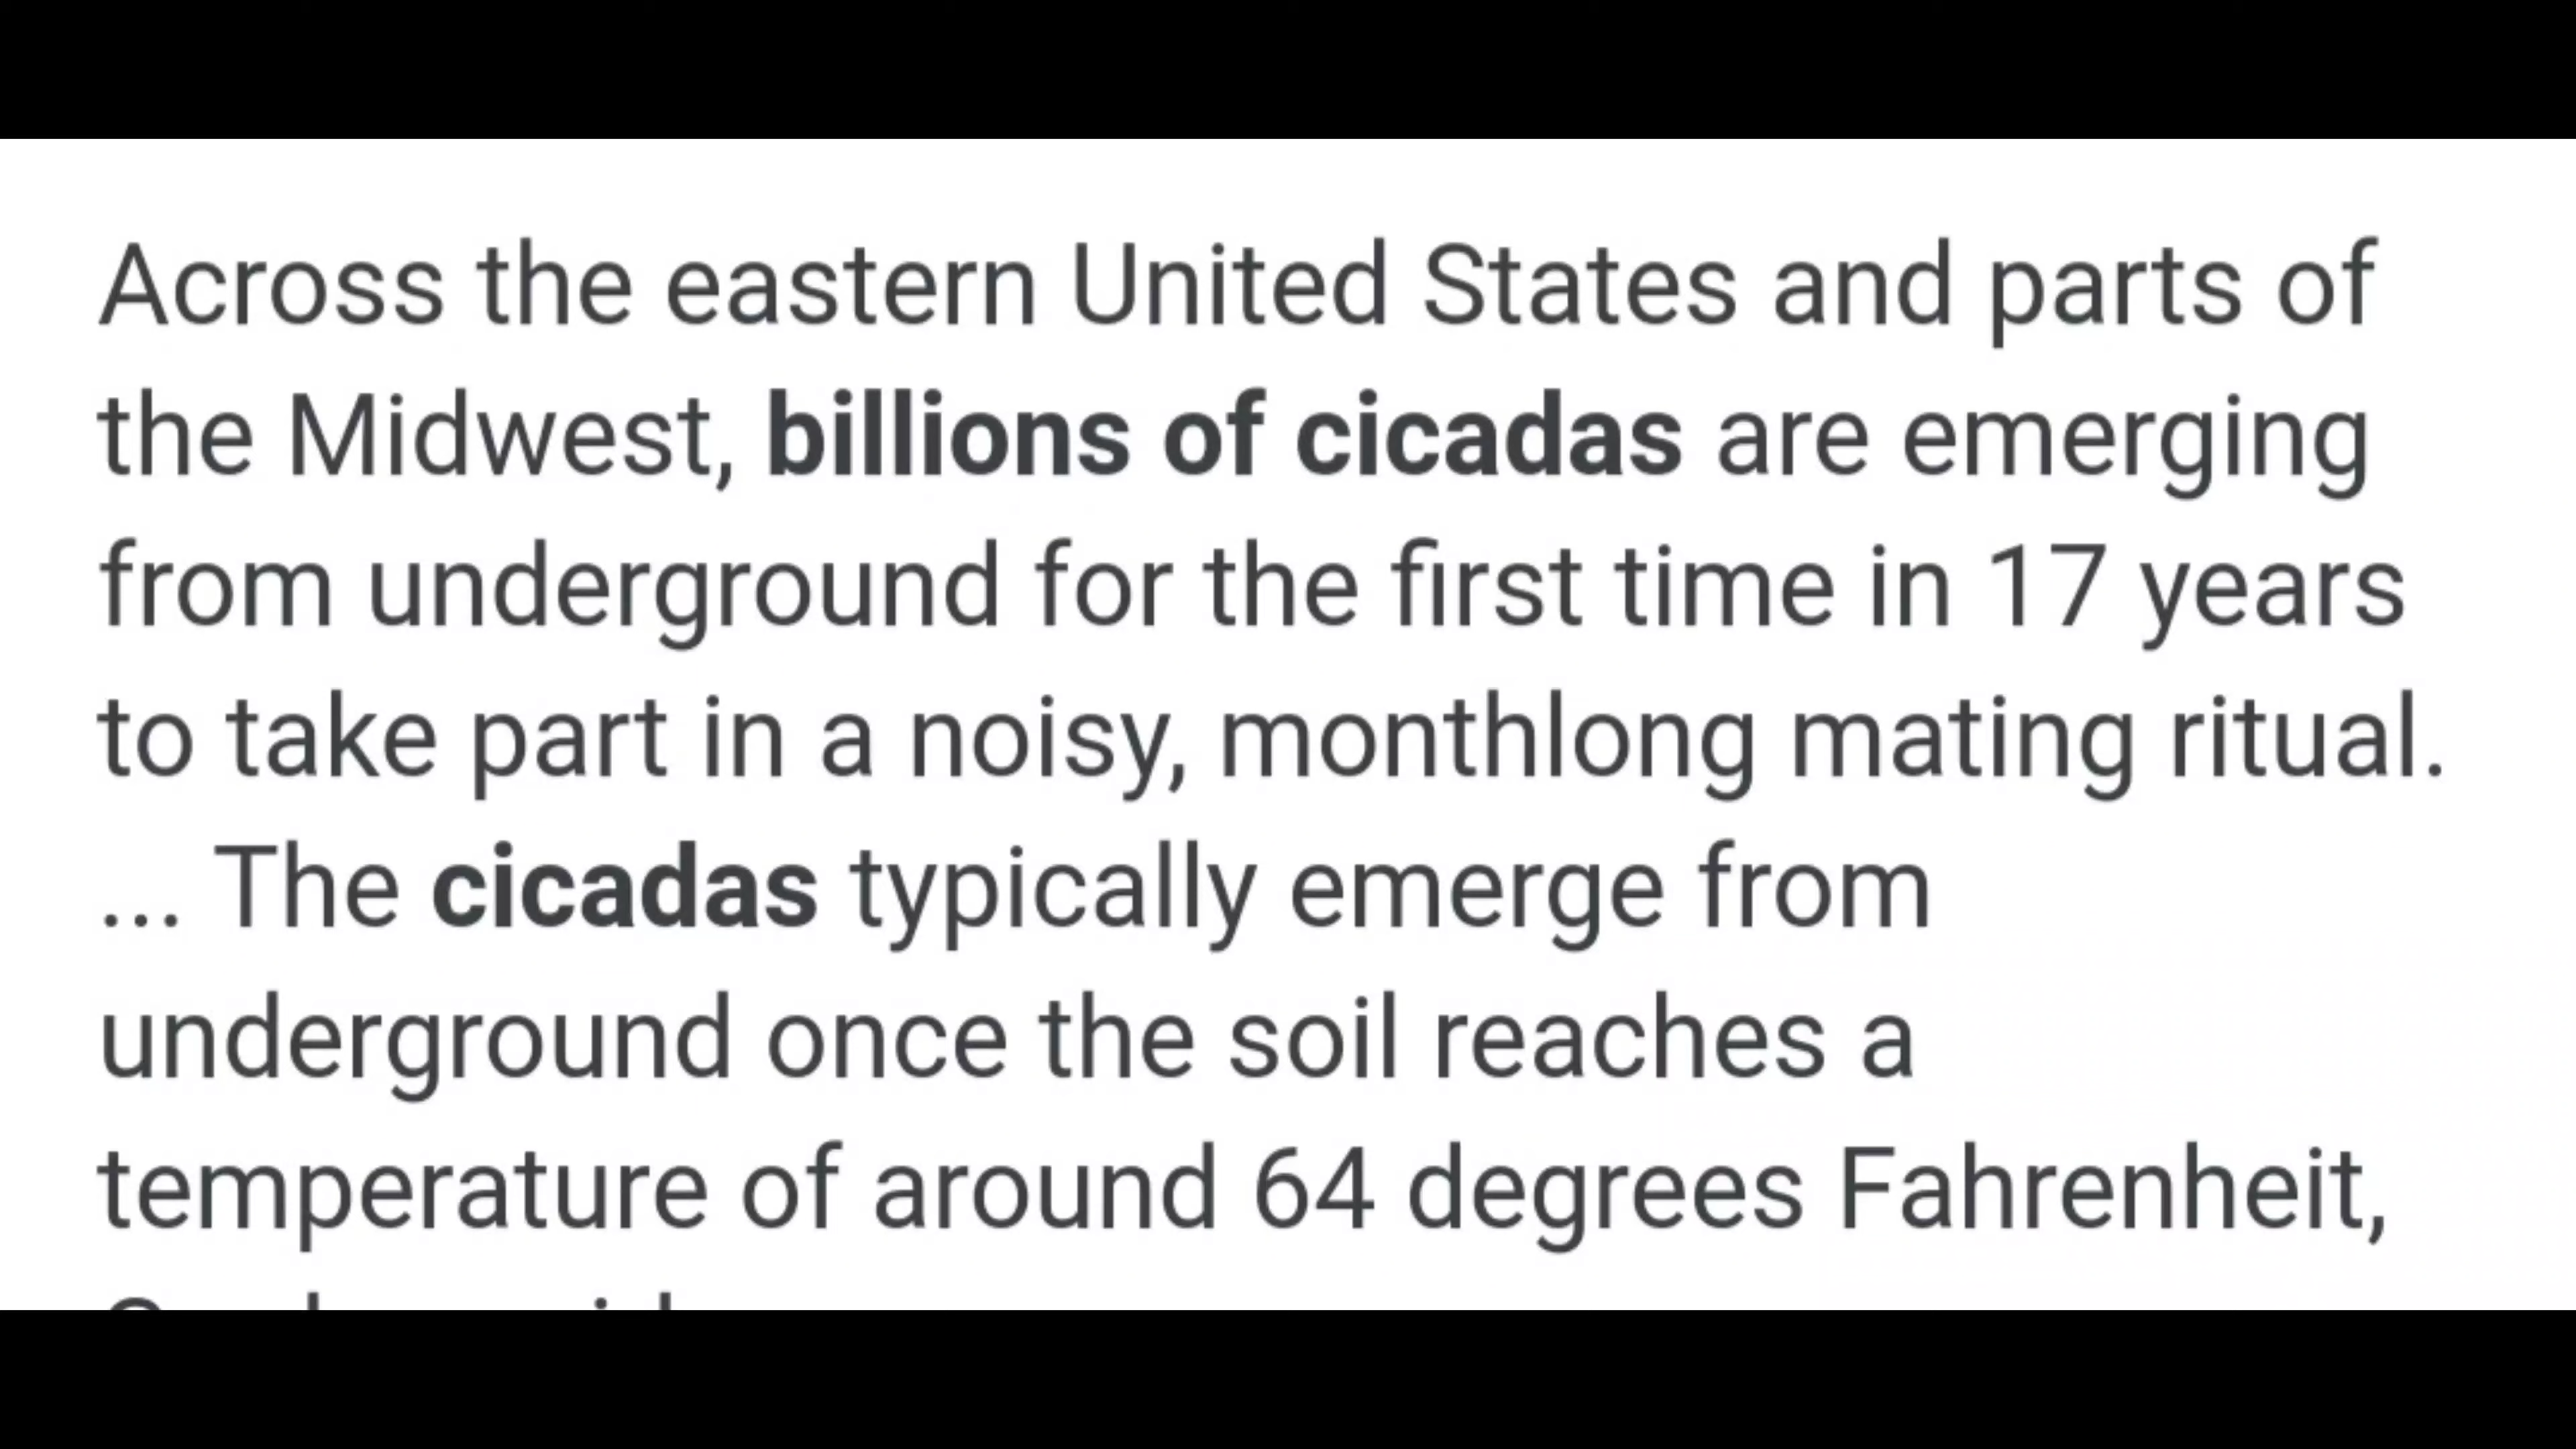 Across the eastern United States and parts of
the Midwest, billions of cicadas are emerging
from underground for the first time in 17 years
to take part in a noisy, monthlong mating ritual.
... The cicadas typically emerge from
underground once the soil reaches a
temperature of around 64 degrees Fahrenheit,